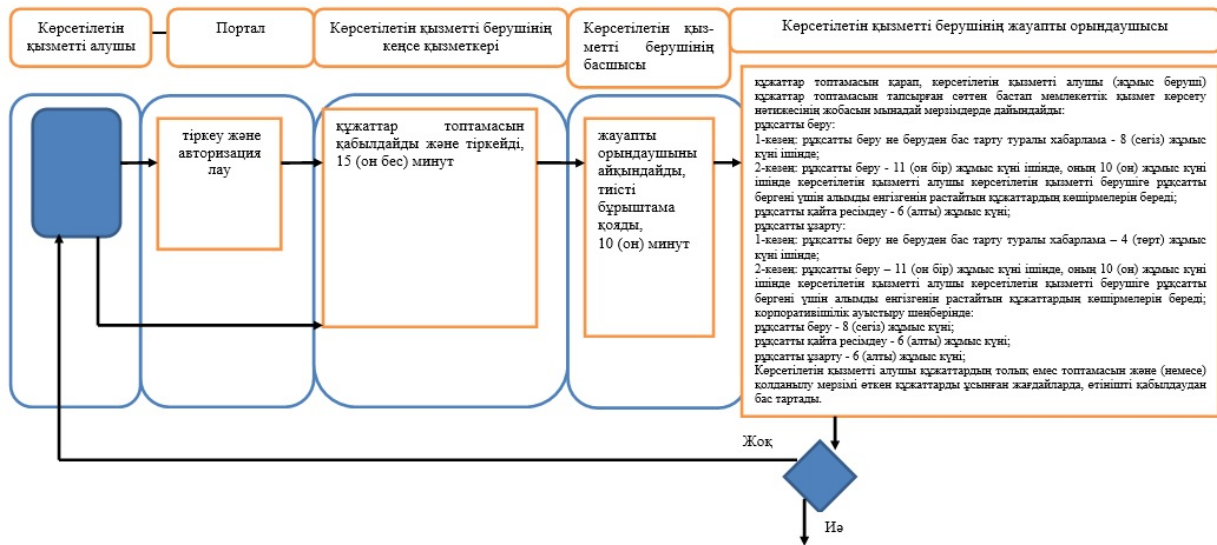 Көрсетілетін
қызметті алушы
Портал
Көрсетілетін қызметті берушінің
кеңсе қызметкері
Көрсетілетін қыз-
метті берушінің
басшысы
Көрсетілетін қызметті берушінің жауапты орындаушысы
тіркеу және
авторизация
лау
құжаттар топтамасын
қабылдайды және тіркейді,
15 (он бес) минут
жауапты
орындаушыны
айқындайды,
тиісті
бұрыштама
қояды,
10 (он) минут
құжаттар топтамасын қарап, көрсетілетін қызметті алушы (жұмыс беруші)
құжаттар топтамасын тапсырған сәттен бастап мемлекеттік қызмет көрсету
нәтижесінің жобасын мынадай мерзімдерде дайындайды:
рұқсатты беру:
1-кезең: рұқсатты беру не беруден бас тарту туралы хабарлама - 8 (сегіз) жұмыс
күні ішінде;
2-кезең: рұқсатты беру - 11 (он бір) жұмыс күні ішінде, оның 10 (он) жұмыс күні
ішінде көрсетілетін қызметті алушы көрсетілетін қызметті берушіге рұқсатты
бергені үшін алымды енгізгенін растайтын құжаттардың көшірмелерін береді;
рұқсатты қайта ресімдеу - 6 (алты) жұмыс күні;
рұқсатты ұзарту:
1-кезең: рұқсатты беру не беруден бас тарту туралы хабарлама – 4 (төрт) жұмыс
күні ішінде;
2-кезең: рұқсатты беру – 11 (он бір) жұмыс күні ішінде, оның 10 (он) жұмыс күні
ішінде көрсетілетін қызметті алушы көрсетілетін қызметті берушіге рұқсатты
бергені үшін алымды енгізгенін растайтын құжаттардың көшірмелерін береді;
корпоративішілік ауыстыру шеңберінде:
рұқсатты беру - 8 (сегіз) жұмыс күні;
рұқсатты қайта ресімдеу - 6 (алты) жұмыс күні;
рұқсатты ұзарту - 6 (алты) жұмыс күні;
Көрсетілетін қызметті алушы құжаттардың толық емес топтамасын және (немесе)
қолданылу мерзімі өткен құжаттарды ұсынған жағдайларда, өтінішті қабылдаудан
бас тартады.
Жоқ
Иә